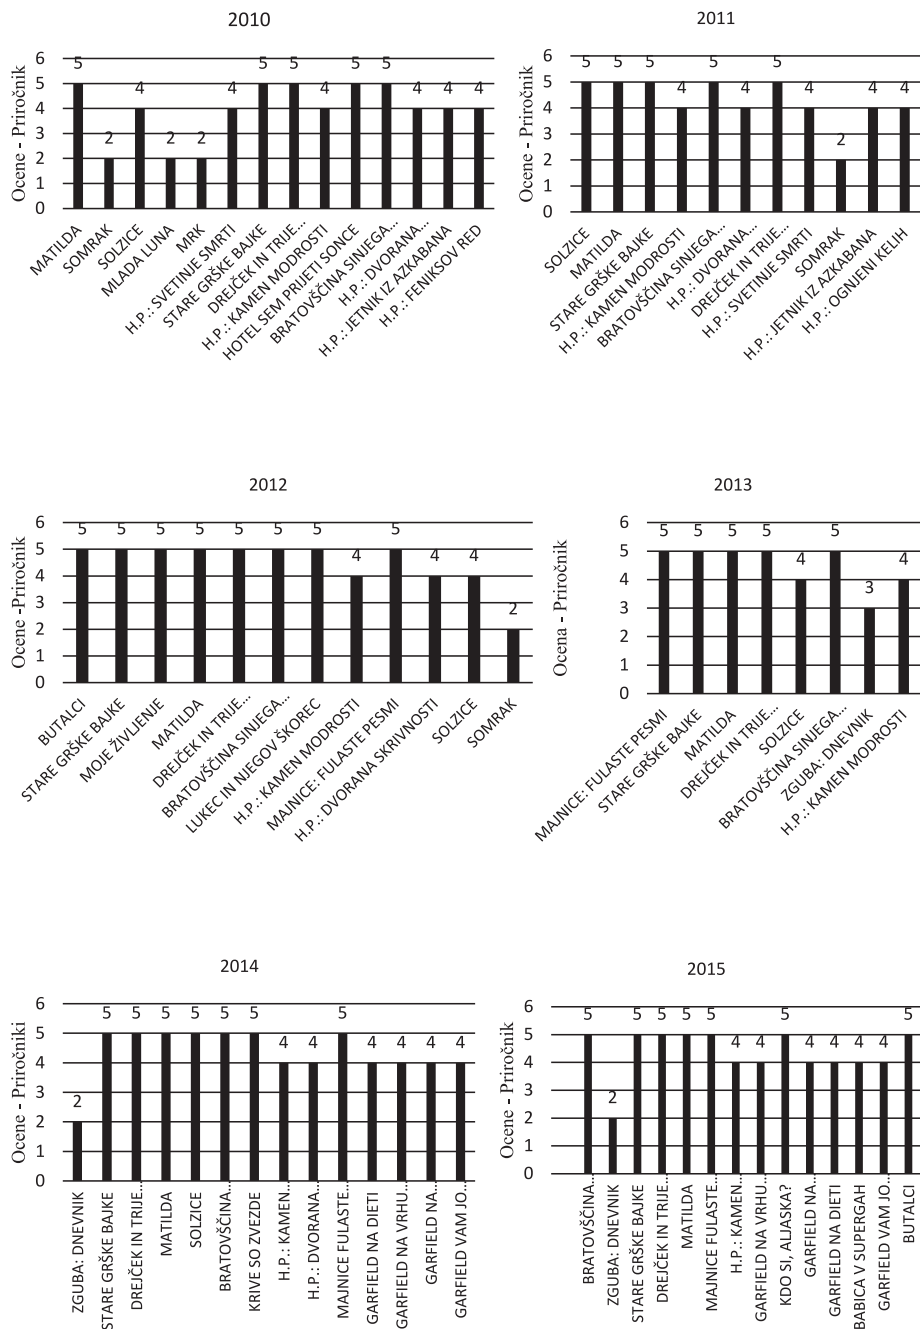 2010
Ocene - Priročnik
6
5
4
3
2
1
0
5 2 4 2 2 4 5 5 4 5 5 4 4 4
MATILDA
SOMRAK
SOLZICE
MLADA LUNA
MRK
H.P.: SVETINJE SMRTI
STARE GRŠKE BAJKE
DREJČEK IN TRIJE…
H.P.: KAMEN MODROSTI
HOTEL SEM PRIJETI SONCE
BRATOVŠČINA SINJEGA…
H.P.: DVORANA…
H.P.: JETNIK IZ AZKABANA
H.P.: FENIKSOV RED
2011
Ocene - Priročnik
6
5
4
3
2
1
0
5 5 5 4 5 4 5 4 2 4 4
SOLZICE
MATILDA
STARE GRŠKE BAJKE
H.P.: KAMEN MODROSTI
BRATOVŠČINA SINJEGA…
H.P.: DVORANA…
DREJČEK IN TRIJE…
H.P.: SVETINJE SMRTI
SOMRAK
H.P.: JETNIK IZ AZKABANA
H.P.: OGNJENI KELIH
2012
Ocene -Priročnik
6
5
4
3
2
1
0
5 5 5 5 5 5 5 4 5 4 4 2
BUTALCI
STARE GRŠKE BAJKE
MOJE ŽIVLJENJE
MATILDA
DREJČEK IN TRIJE…
BRATOVŠČINA SINJEGA…
LUKEC IN NJEGOV ŠKOREC
H.P.: KAMEN MODROSTI
MAJNICE: FULASTE PESMI
H.P.: DVORANA SKRIVNOSTI
SOLZICE
SOMRAK
2013
Ocena - Priročnik
6
5
4
3
2
1
0
5 5 5 5 4 5 3 4
MAJNICE: FULASTE PESMI
STARE GRŠKE BAJKE
MATILDA
DREJČEK IN TRIJE…
SOLZICE
BRATOVŠČINA SINJEGA…
ZGUBA: DNEVNIK
H.P.: KAMEN MODROSTI
2014
Ocene - Priročniki
6
5
4
3
2
1
0
2 5 5 5 5 5 5 4 4 5 4 4 4 4
ZGUBA: DNEVNIK
STARE GRŠKE BAJKE
DREJČEK IN TRIJE…
MATILDA
SOLZICE
BRATOVŠČINA…
KRIVE SO ZVEZDE
H.P.: KAMEN…
H.P.: DVORANA…
MAJNICE FULASTE…
GARFIELD NA DIETI
GARFIELD NA VRHU…
GARFIELD NA…
GARFIELD VAM JO…
2015
Ocene - Priročnik
6
5
4
3
2
1
0
5 2 5 5 5 5 4 4 5 4 4 4 4 5
BRATOVŠČINA…
ZGUBA: DNEVNIK
STARE GRŠKE BAJKE
DREJČEK IN TRIJE…
MATILDA
MAJNICE FULASTE…
H.P.: KAMEN…
GARFIELD NA VRHU…
KDO SI, ALJASKA?
GARFIELD NA…
GARFIELD NA DIETI
BABICA V SUPERGAH
GARFIELD VAM JO…
BUTALCI